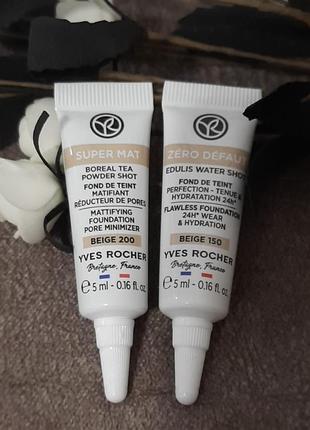 YR
SUPER MAT
BOREAL TEA
POWDER SHOT
FOND DE TEINT
MATIFIANT
RÉDUCTEUR DE PORES
MATTIFYING
FOUNDATION
PORE MINIMIZER
BEIGE 200
YVES ROCHER
Bretagne, France
℮ 5 ml - 0.16 fl. oz.
YR
ZÉRO DÉFAUT
EDULIS WATER SHOT
FOND DE TEINT
PERFECTION - TENUE &
HYDRATATION 24H*
FLAWLESS FOUNDATION
24H* WEAR
& HYDRATION
BEIGE 150
YVES ROCHER
Bretagne, France
℮ 5 ml - 0.16 fl. oz.